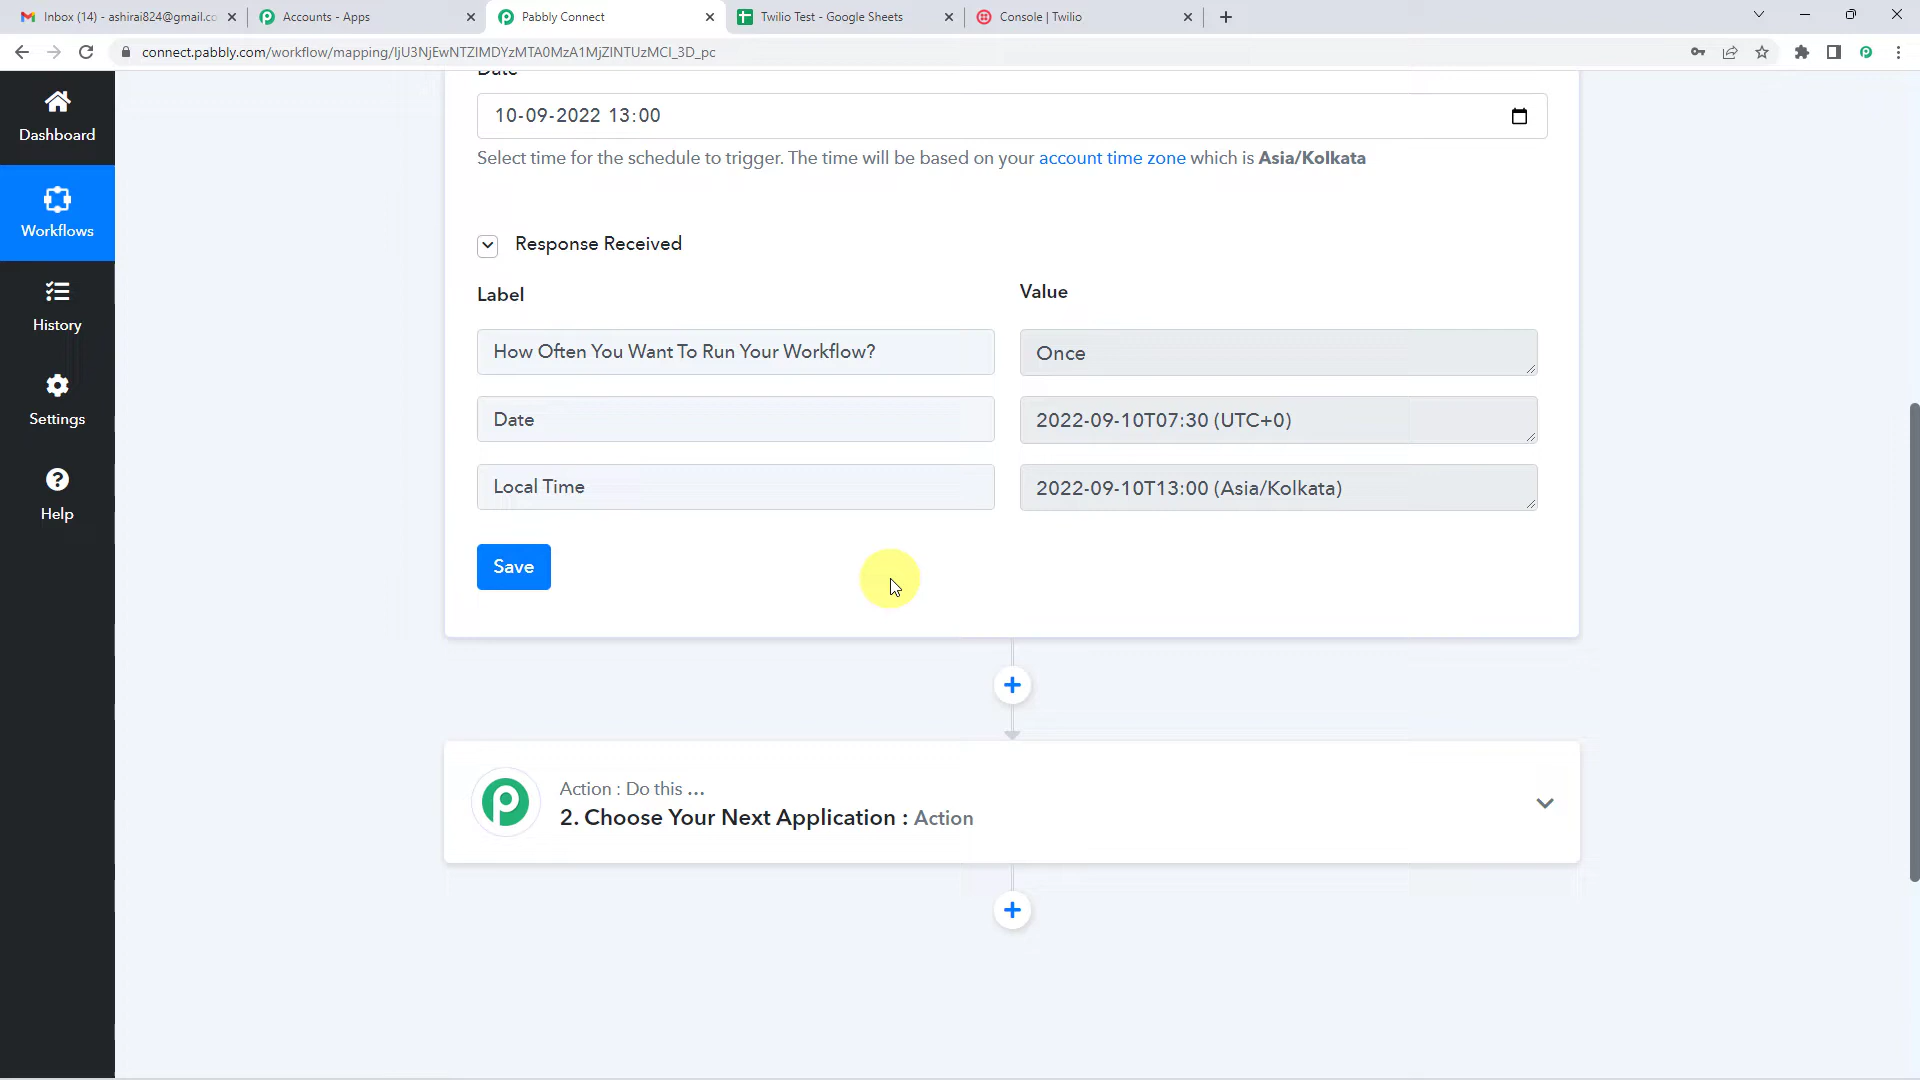 Inbox (14) - ashirai824@gmail.co
Accounts - Apps
Pabbly Connect
Twilio Test - Google Sheets
Console | Twilio
connect.pabbly.com/workflow/mapping/IjU3NjEwNTZlMDYzMTA0MzA1MjZlNTUzMCI_3D_pc
Dashboard
Workflows
History
Settings
Help
Date
10-09-2022 13:00
Select time for the schedule to trigger. The time will be based on your account time zone which is Asia/Kolkata
Response Received
Label
Value
How Often You Want To Run Your Workflow?
Once
Date
2022-09-10T07:30 (UTC+0)
Local Time
2022-09-10T13:00 (Asia/Kolkata)
Save
Action : Do this ...
2. Choose Your Next Application : Action